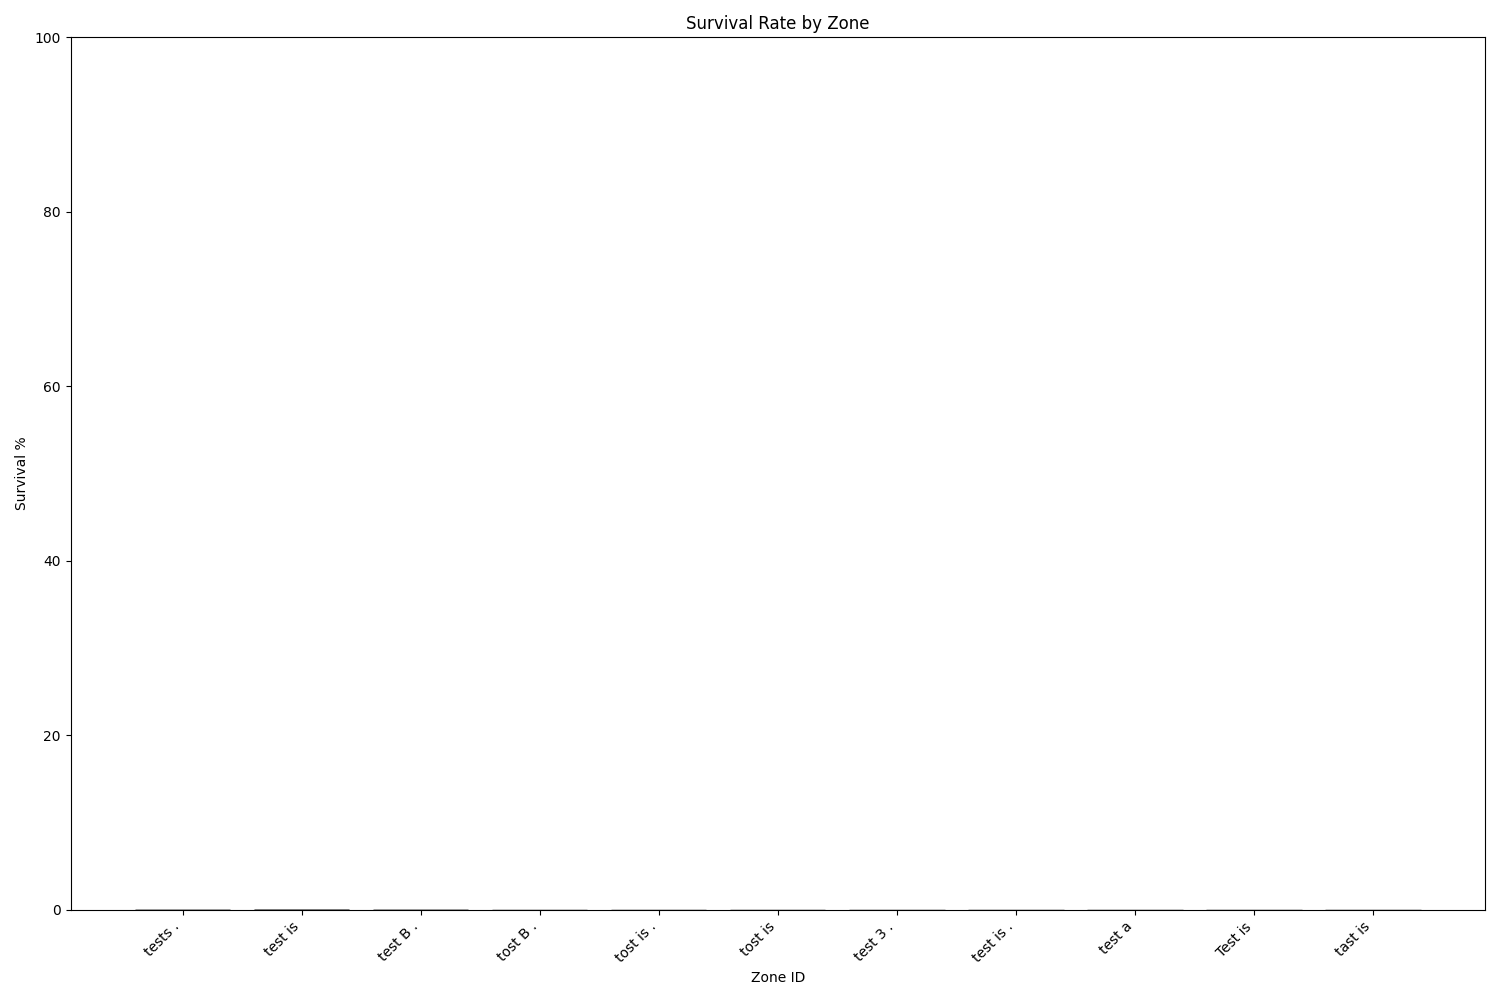 Survival Rate by Zone
100
80
60
40
20
0
Survival %
tests .
test is
test B .
tost B .
tost is .
tost is
test 3 .
test is .
test a
Test is
tast is
Zone ID